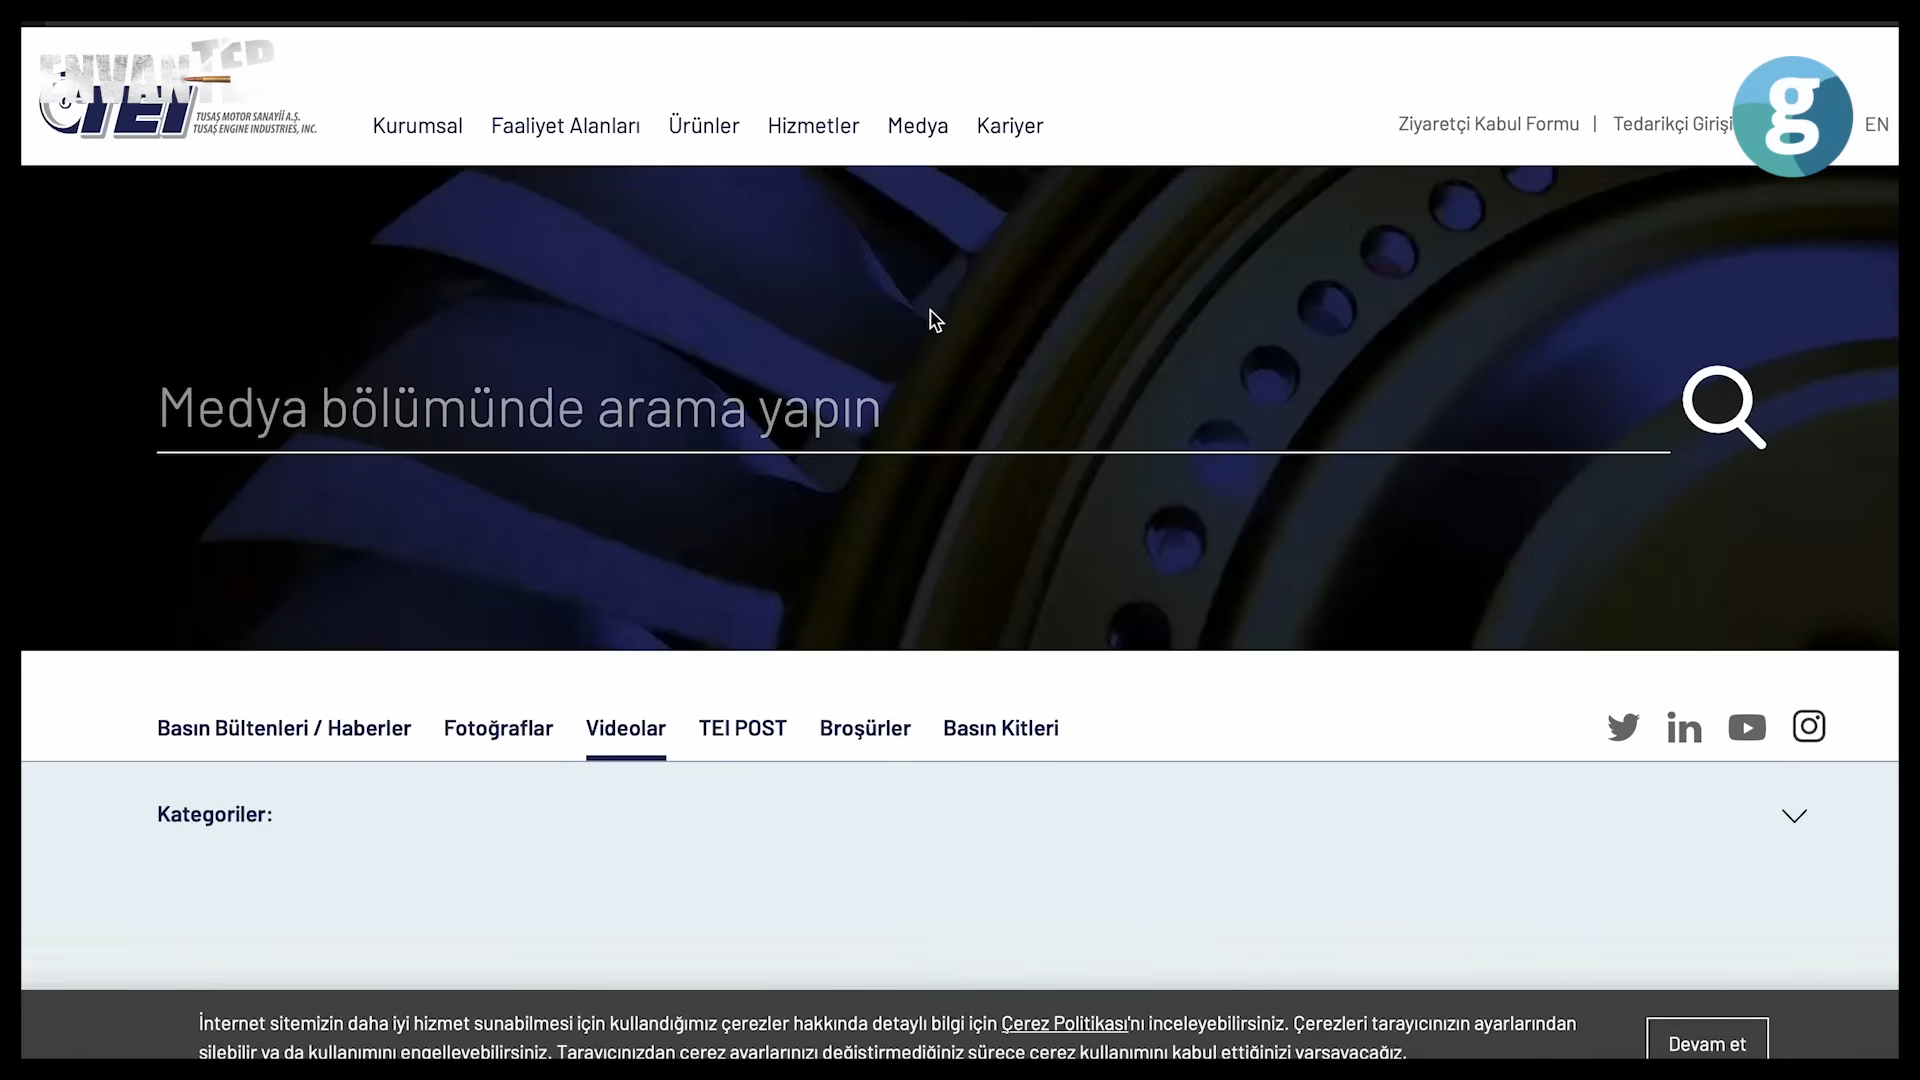 ENVANTER
TEI
TUSAŞ MOTOR SANAYİİ A.Ş.
TUSAŞ ENGINE INDUSTRIES, INC.
Kurumsal Faaliyet Alanları Ürünler Hizmetler Medya Kariyer
Ziyaretçi Kabul Formu | Tedarikçi Girişi
g
EN
Medya bölümünde arama yapın
Basın Bültenleri / Haberler Fotoğraflar Videolar TEI POST Broşürler Basın Kitleri
in
Kategoriler:
İnternet sitemizin daha iyi hizmet sunabilmesi için kullandığımız çerezler hakkında detaylı bilgi için Çerez Politikası'nı inceleyebilirsiniz. Çerezleri tarayıcınızın ayarlarından
silebilir ya da kullanımını engelleyebilirsiniz. Tarayıcınızdan çerez ayarlarınızı değiştirmediğiniz sürece çerez kullanımını kabul ettiğinizi varsayacağız.
Devam et